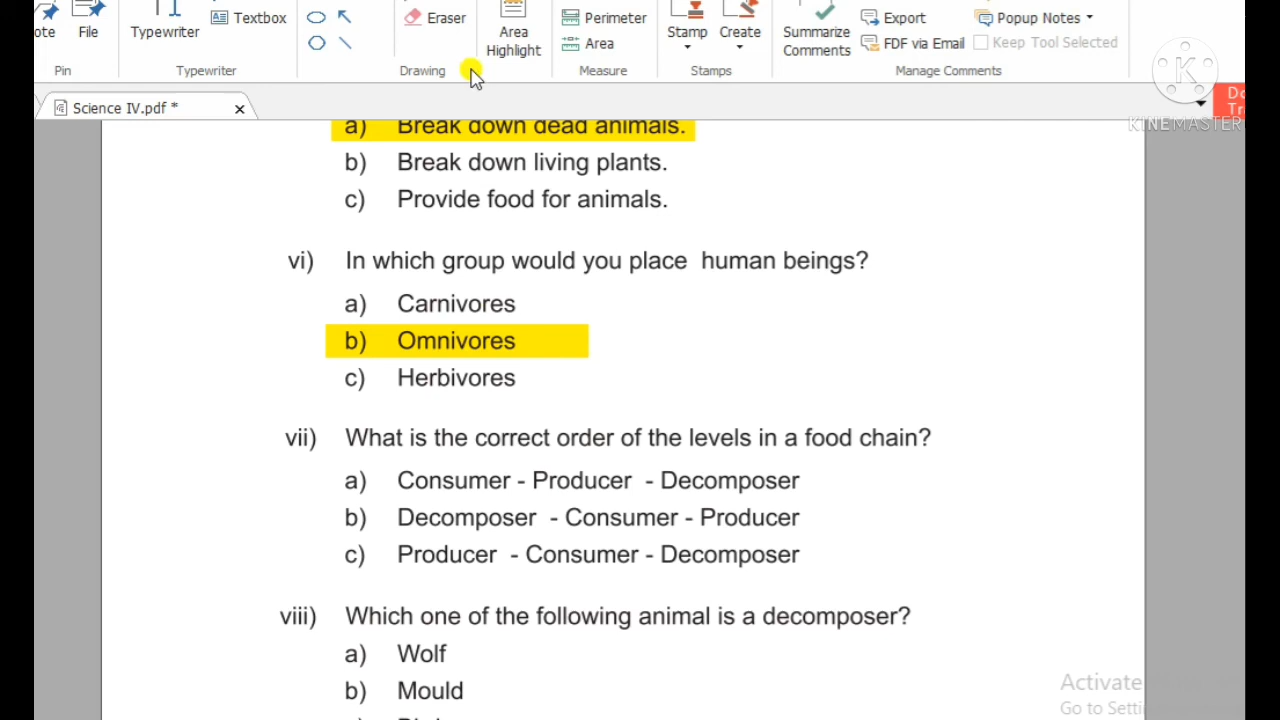 ote File Typewriter Textbox Eraser Area Highlight Perimeter Area Stamp Create Summarize Comments Export FDF via Email Popup Notes Keep Tool Selected
Pin Typewriter Drawing Measure Stamps Manage Comments
Science IV.pdf *
KINEMASTER
a) Break down dead animals.
b) Break down living plants.
c) Provide food for animals.
vi) In which group would you place human beings?
a) Carnivores
b) Omnivores
c) Herbivores
vii) What is the correct order of the levels in a food chain?
a) Consumer - Producer - Decomposer
b) Decomposer - Consumer - Producer
c) Producer - Consumer - Decomposer
viii) Which one of the following animal is a decomposer?
a) Wolf
b) Mould
Activate
Go to Setti